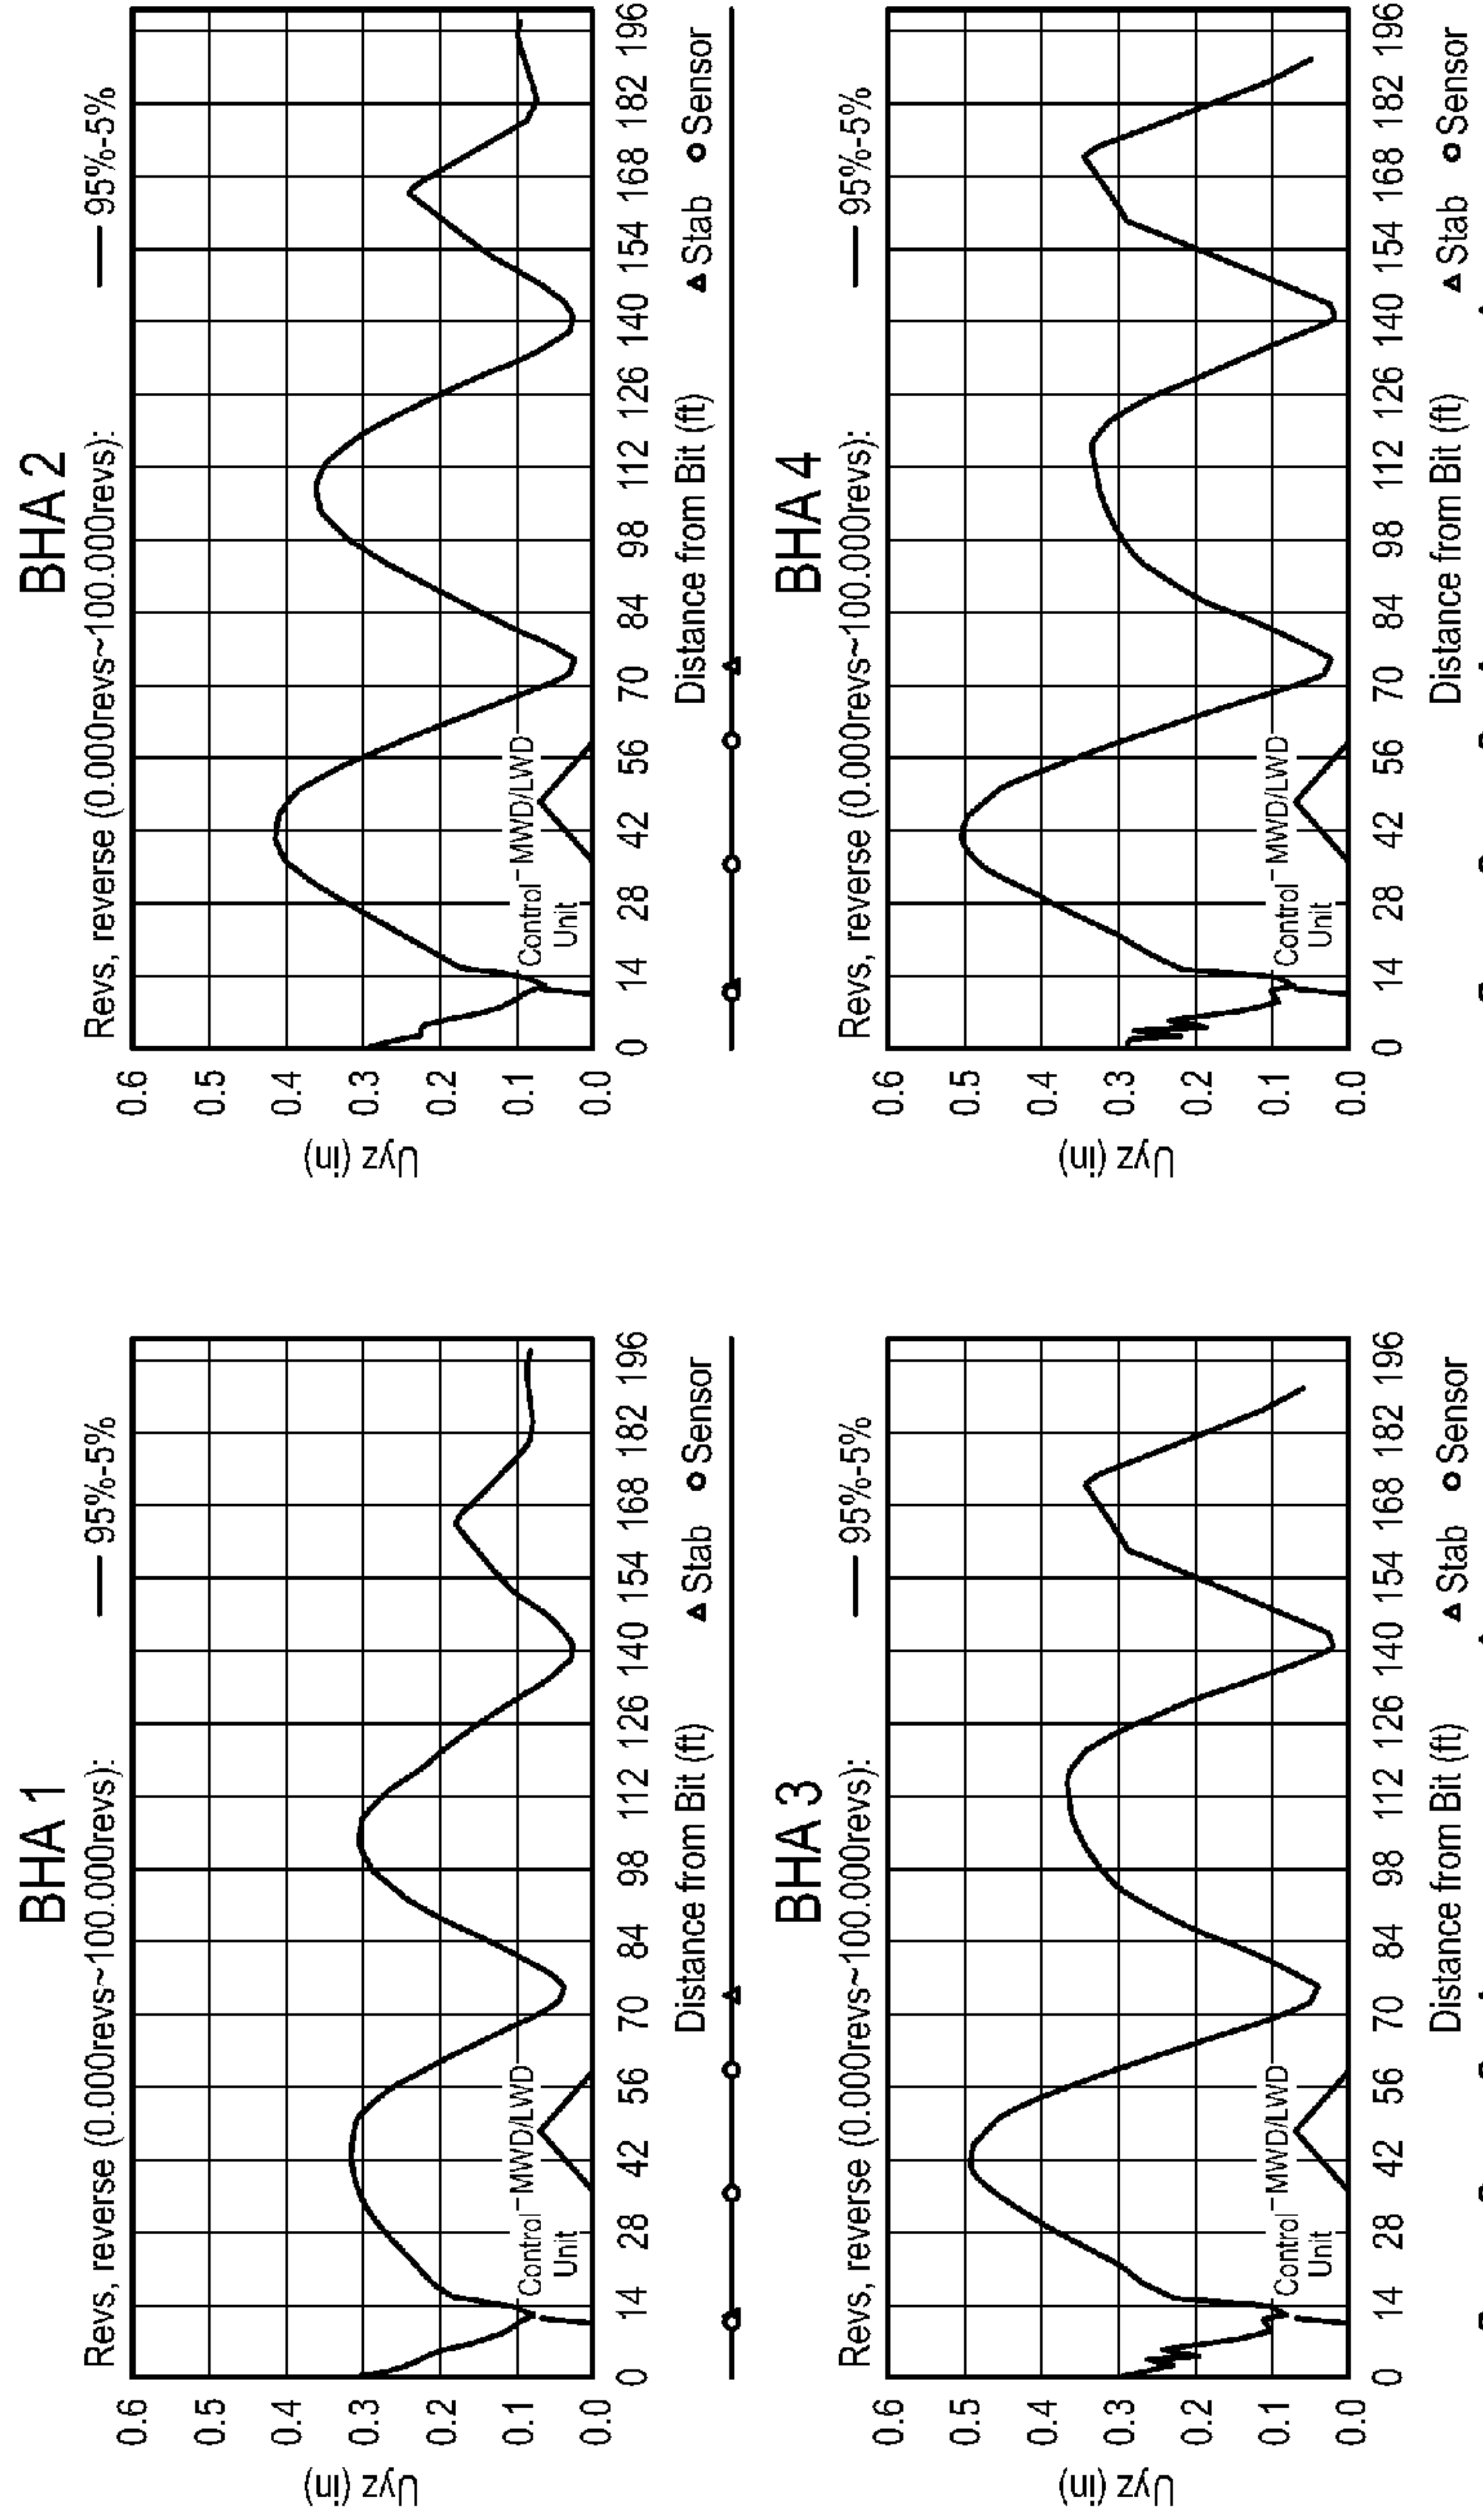 BHA 1
Revs, reverse (0.000revs~100.000revs):
95%-5%
Uyz (in)
0.6
0.5
0.4
0.3
0.2
0.1
0.0
Control MWD/LWD
Unit
0 14 28 42 56 70 84 98 112 126 140 154 168 182 196
Distance from Bit (ft)
Stab Sensor
BHA 2
Revs, reverse (0.000revs~100.000revs):
95%-5%
Uyz (in)
0.6
0.5
0.4
0.3
0.2
0.1
0.0
Control MWD/LWD
Unit
0 14 28 42 56 70 84 98 112 126 140 154 168 182 196
Distance from Bit (ft)
Stab Sensor
BHA 3
Revs, reverse (0.000revs~100.000revs):
95%-5%
Uyz (in)
0.6
0.5
0.4
0.3
0.2
0.1
0.0
Control MWD/LWD
Unit
0 14 28 42 56 70 84 98 112 126 140 154 168 182 196
Distance from Bit (ft)
Stab Sensor
BHA 4
Revs, reverse (0.000revs~100.000revs):
95%-5%
Uyz (in)
0.6
0.5
0.4
0.3
0.2
0.1
0.0
Control MWD/LWD
Unit
0 14 28 42 56 70 84 98 112 126 140 154 168 182 196
Distance from Bit (ft)
Stab Sensor